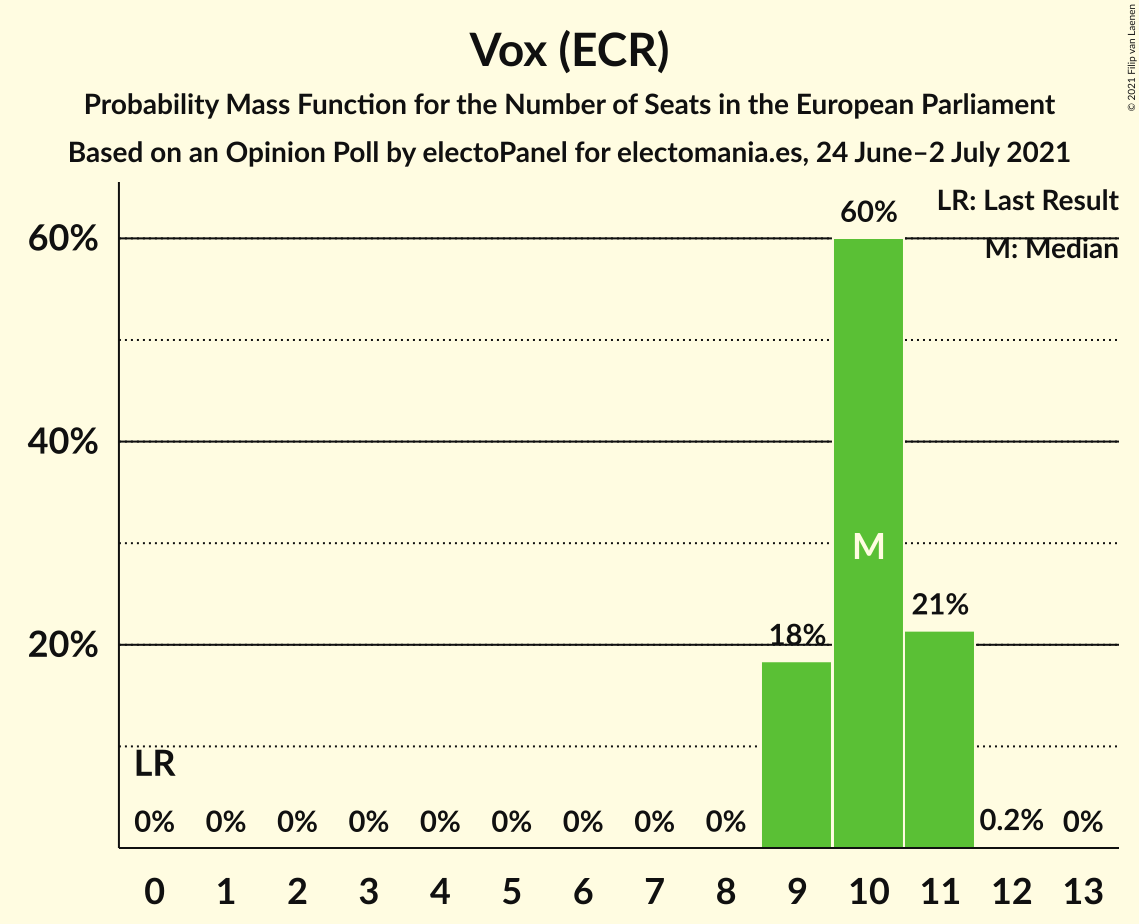 Vox (ECR)
Probability Mass Function for the Number of Seats in the European Parliament
Based on an Opinion Poll by electoPanel for electomania.es, 24 June–2 July 2021
© 2021 Filip van Laenen
LR: Last Result
M: Median
60%
40%
20%
LR
M
0% 0% 0% 0% 0% 0% 0% 0% 0% 18% 60% 21% 0.2% 0%
0 1 2 3 4 5 6 7 8 9 10 11 12 13